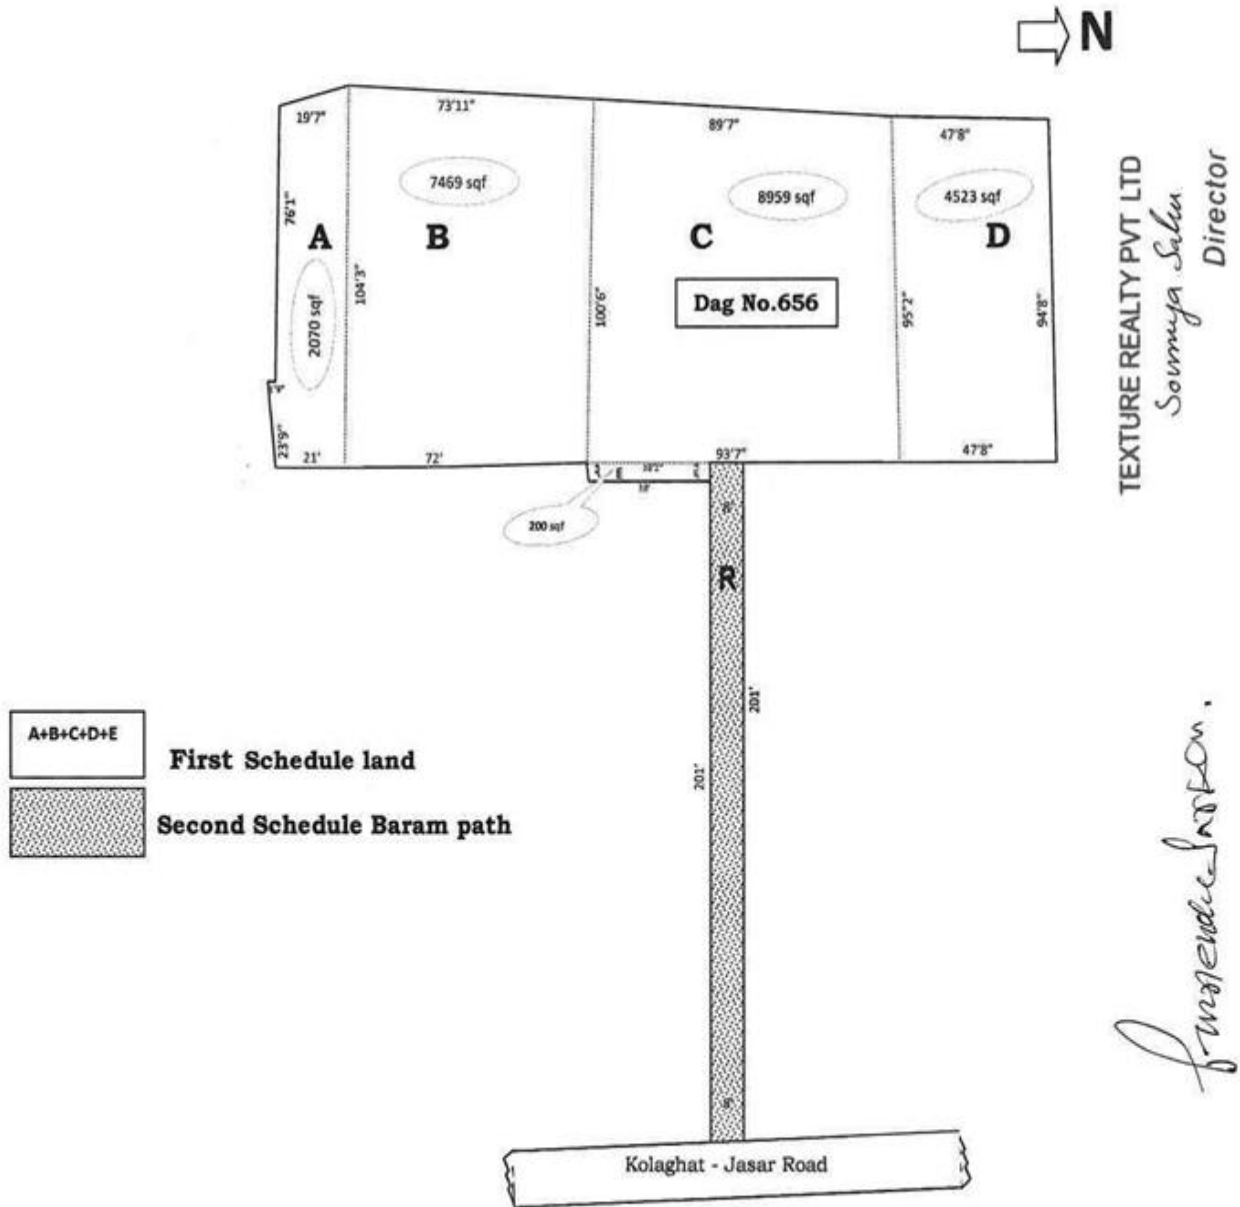 N
19'7"
73'11"
89'7"
47'8"
7469 sqf
8959 sqf
4523 sqf
76'1"
A
B
C
D
2070 sqf
104'3"
100'6"
Dag No.656
95'2"
94'8"
23'9"
21'
72'
93'7"
47'8"
38'
200 sqf
8'
R
201'
201'
8'
Kolaghat - Jasar Road
A+B+C+D+E
First Schedule land
Second Schedule Baram path
TEXTURE REALTY PVT LTD
Soumya Sahu
Director